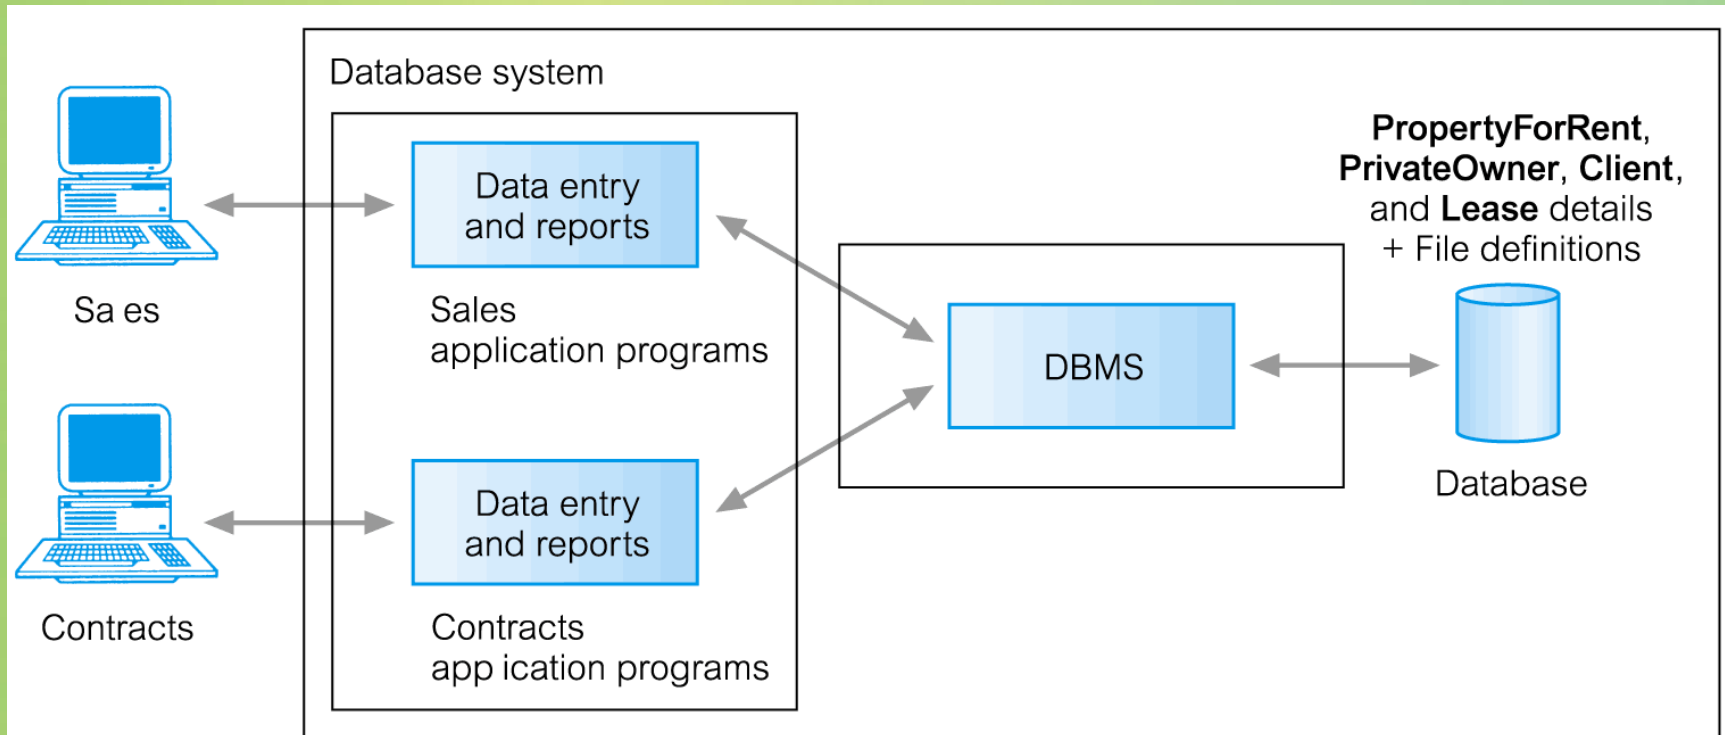 Database system
PropertyForRent,
PrivateOwner, Client,
and Lease details
+ File definitions
Data entry
and reports
Sa es
Sales
application programs
DBMS
Database
Data entry
and reports
Contracts
Contracts
app ication programs